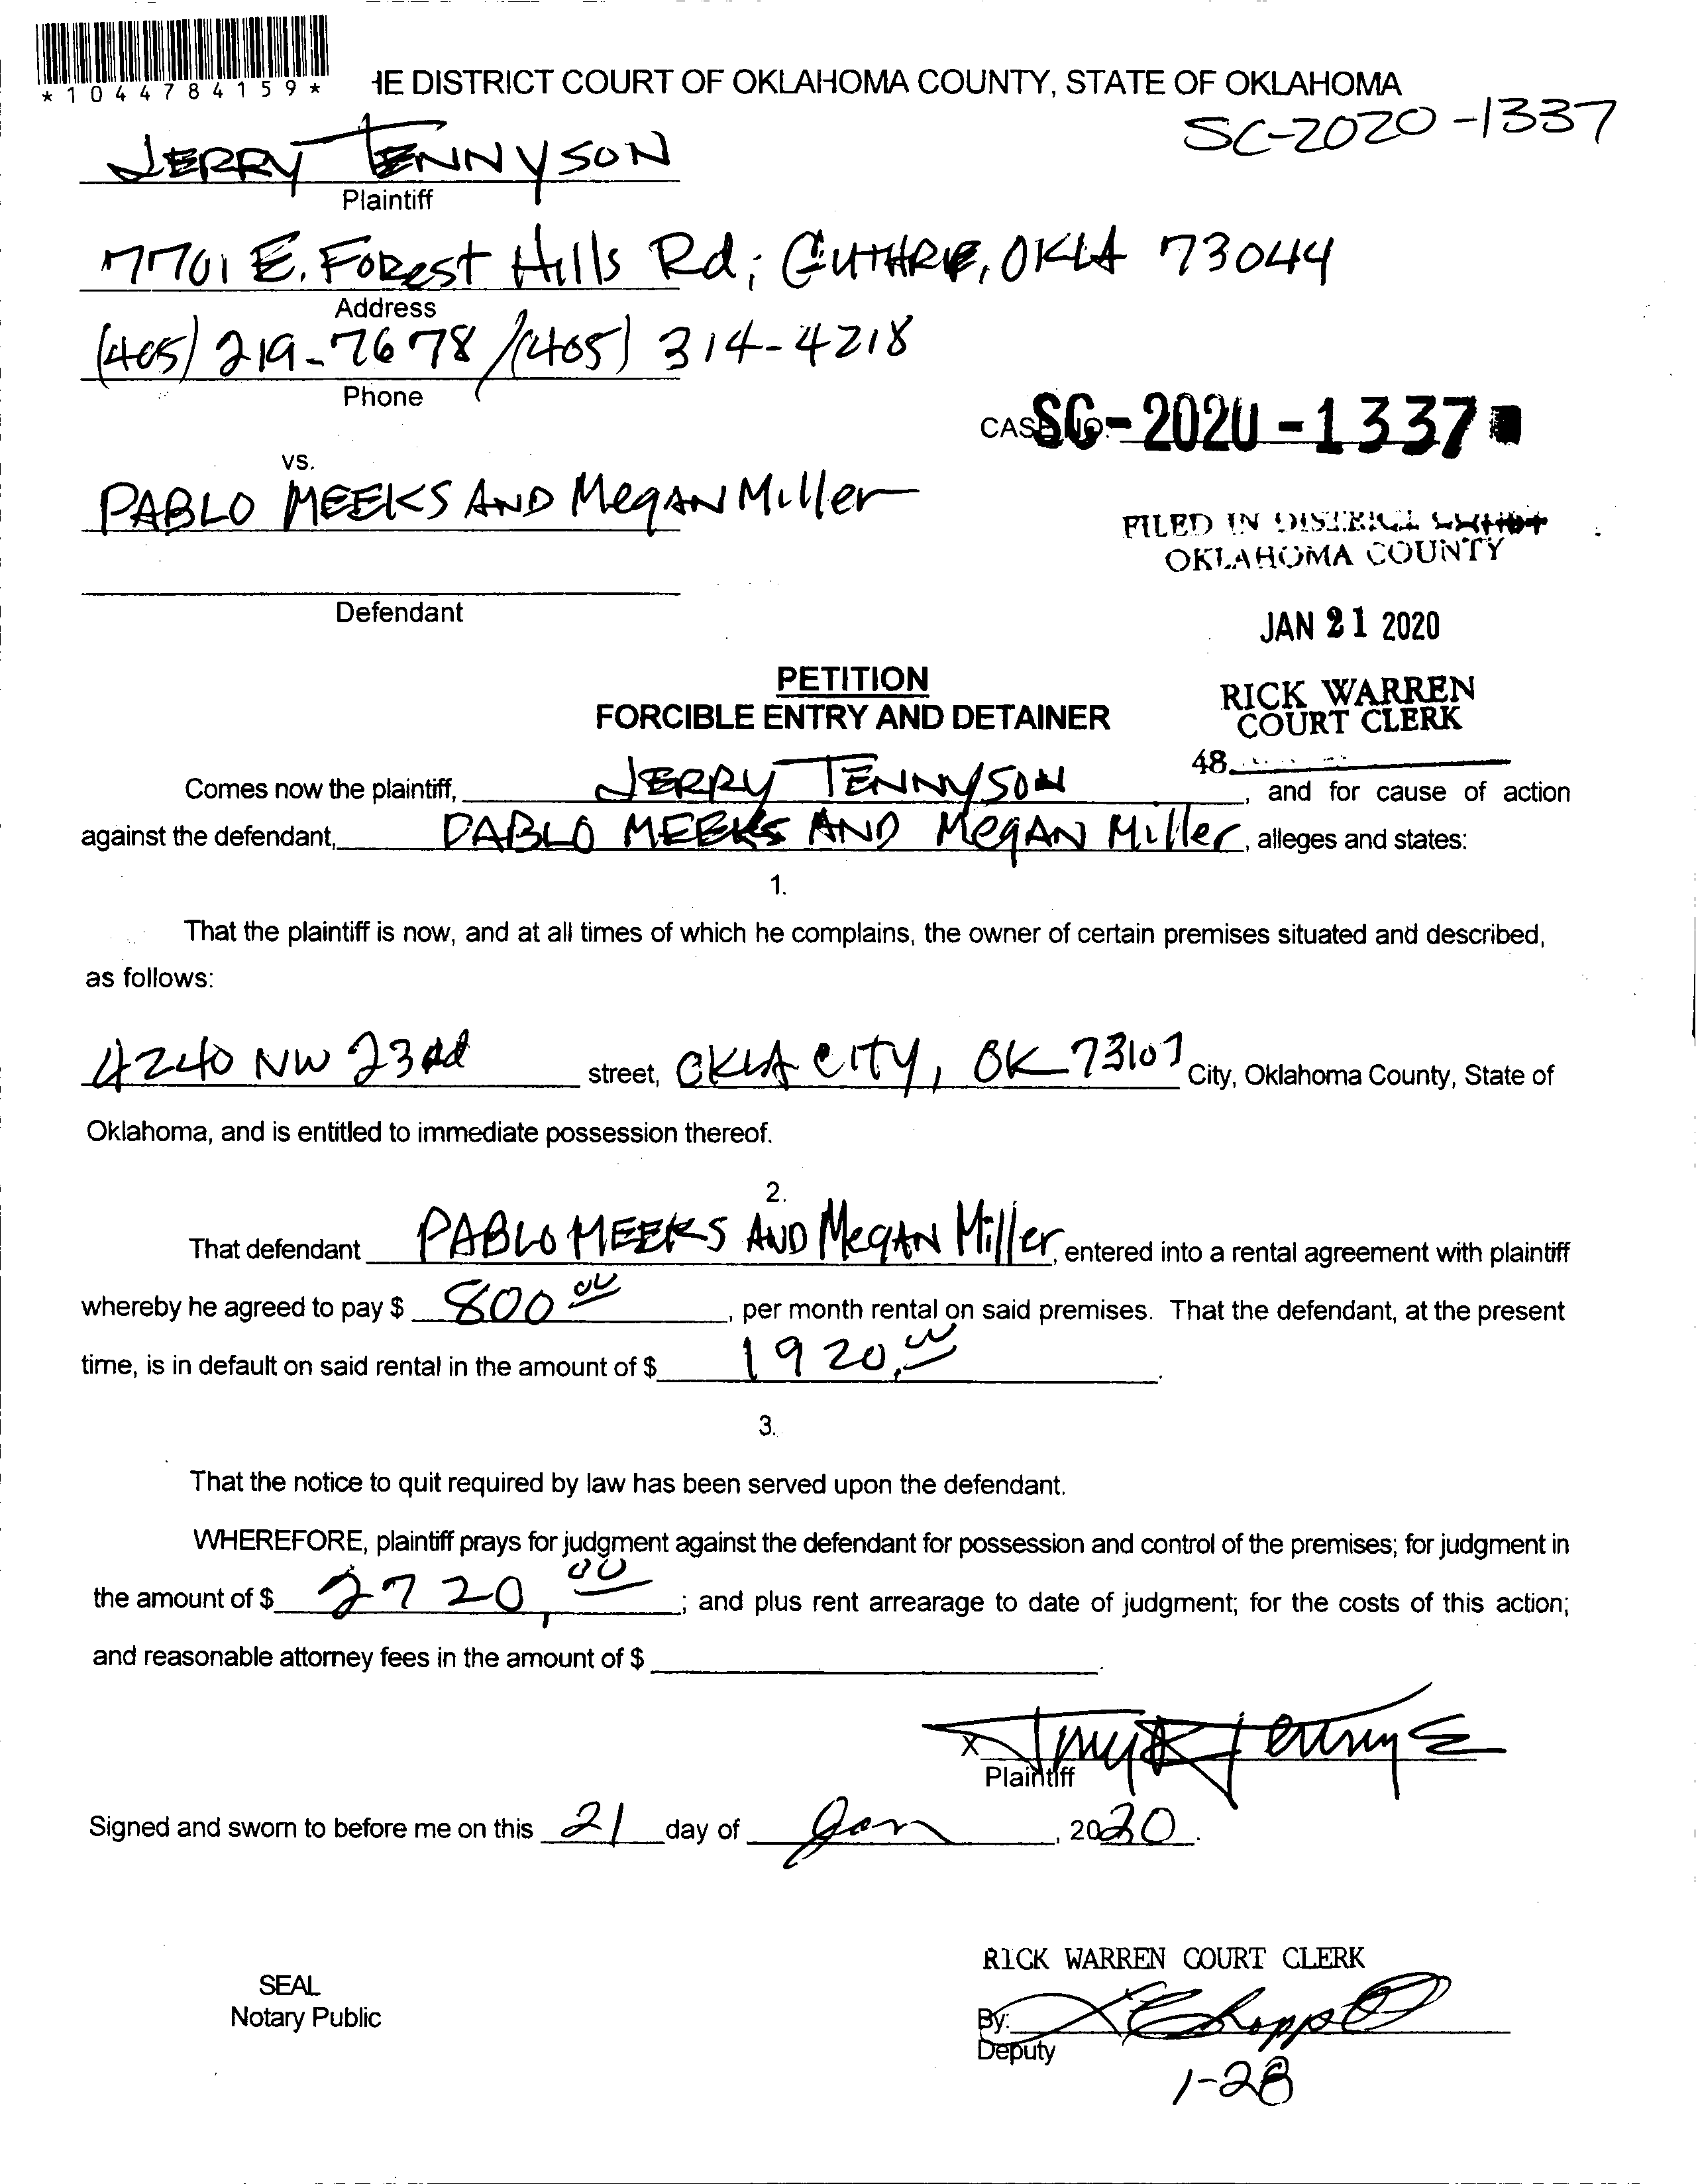 *1044784159*
IE DISTRICT COURT OF OKLAHOMA COUNTY, STATE OF OKLAHOMA
SC-2020-1337
JERRY TENNYSON
Plaintiff
7701 E. FOREST Hills Rd; GUTHRIE, OKLA 73044
Address
(405) 219-7678 /(405) 314-4218
Phone
CASE NO. SC-2020-1337
vs.
PABLO MEEKS AND MEGAN Miller
FILED IN DISTRICT COURT
OKLAHOMA COUNTY
Defendant
JAN 21 2020
PETITION
FORCIBLE ENTRY AND DETAINER
RICK WARREN
COURT CLERK
48
Comes now the plaintiff, JERRY TENNYSON, and for cause of action
against the defendant, PABLO MEEKS AND MEGAN Miller, alleges and states:
1.
That the plaintiff is now, and at all times of which he complains, the owner of certain premises situated and described,
as follows:
4240 NW 23rd street, OKLA CITY, OK 73107 City, Oklahoma County, State of
Oklahoma, and is entitled to immediate possession thereof.
2.
That defendant PABLO MEEKS AND MEGAN Miller, entered into a rental agreement with plaintiff
whereby he agreed to pay $ 800 00, per month rental on said premises. That the defendant, at the present
time, is in default on said rental in the amount of $ 1920.00.
3.
That the notice to quit required by law has been served upon the defendant.
WHEREFORE, plaintiff prays for judgment against the defendant for possession and control of the premises; for judgment in
the amount of $ 2720.00; and plus rent arrearage to date of judgment; for the costs of this action;
and reasonable attorney fees in the amount of $
X
Plaintiff
Signed and sworn to before me on this 21 day of Jan, 2020.
RICK WARREN COURT CLERK
SEAL
Notary Public
By:
Deputy
1-28